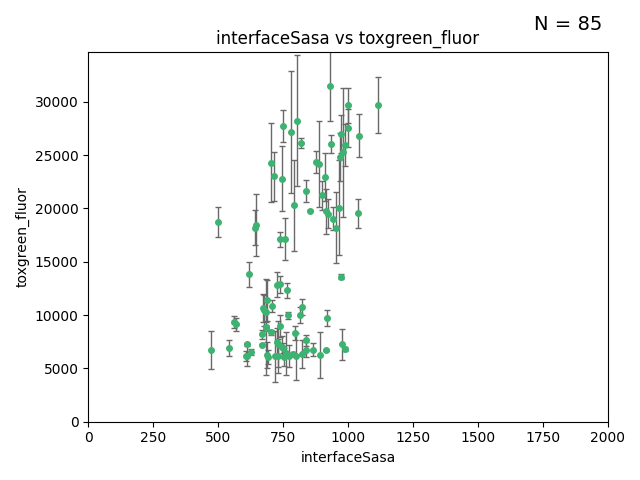 N = 85
interfaceSasa vs toxgreen_fluor
30000
25000
20000
15000
10000
5000
0
toxgreen_fluor
0 250 500 750 1000 1250 1500 1750 2000
interfaceSasa